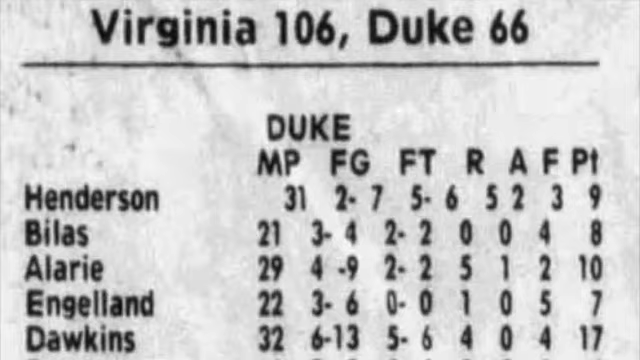 Virginia 106, Duke 66
DUKE
MP FG FT R A F Pt
Henderson 31 2- 7 5- 6 5 2 3 9
Bilas 21 3- 4 2- 2 0 0 4 8
Alarie 29 4 -9 2- 2 5 1 2 10
Engelland 22 3- 6 0- 0 1 0 5 7
Dawkins 32 6-13 5- 6 4 0 4 17